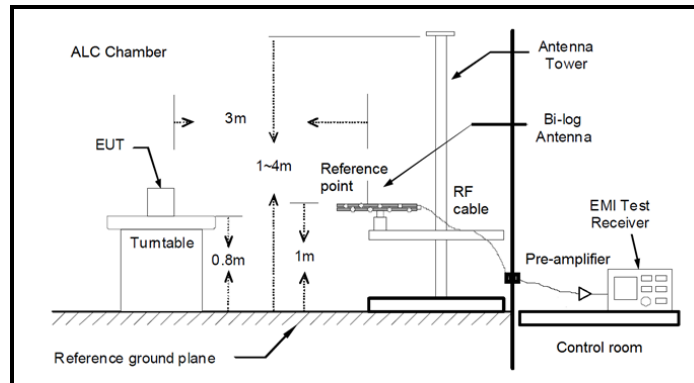 ALC Chamber
Antenna
Tower
3m
Bi-log
Antenna
EUT
1~4m
Reference
point
RF
cable
EMI Test
Receiver
Turntable
0.8m
1m
Pre-amplifier
Reference ground plane
Control room